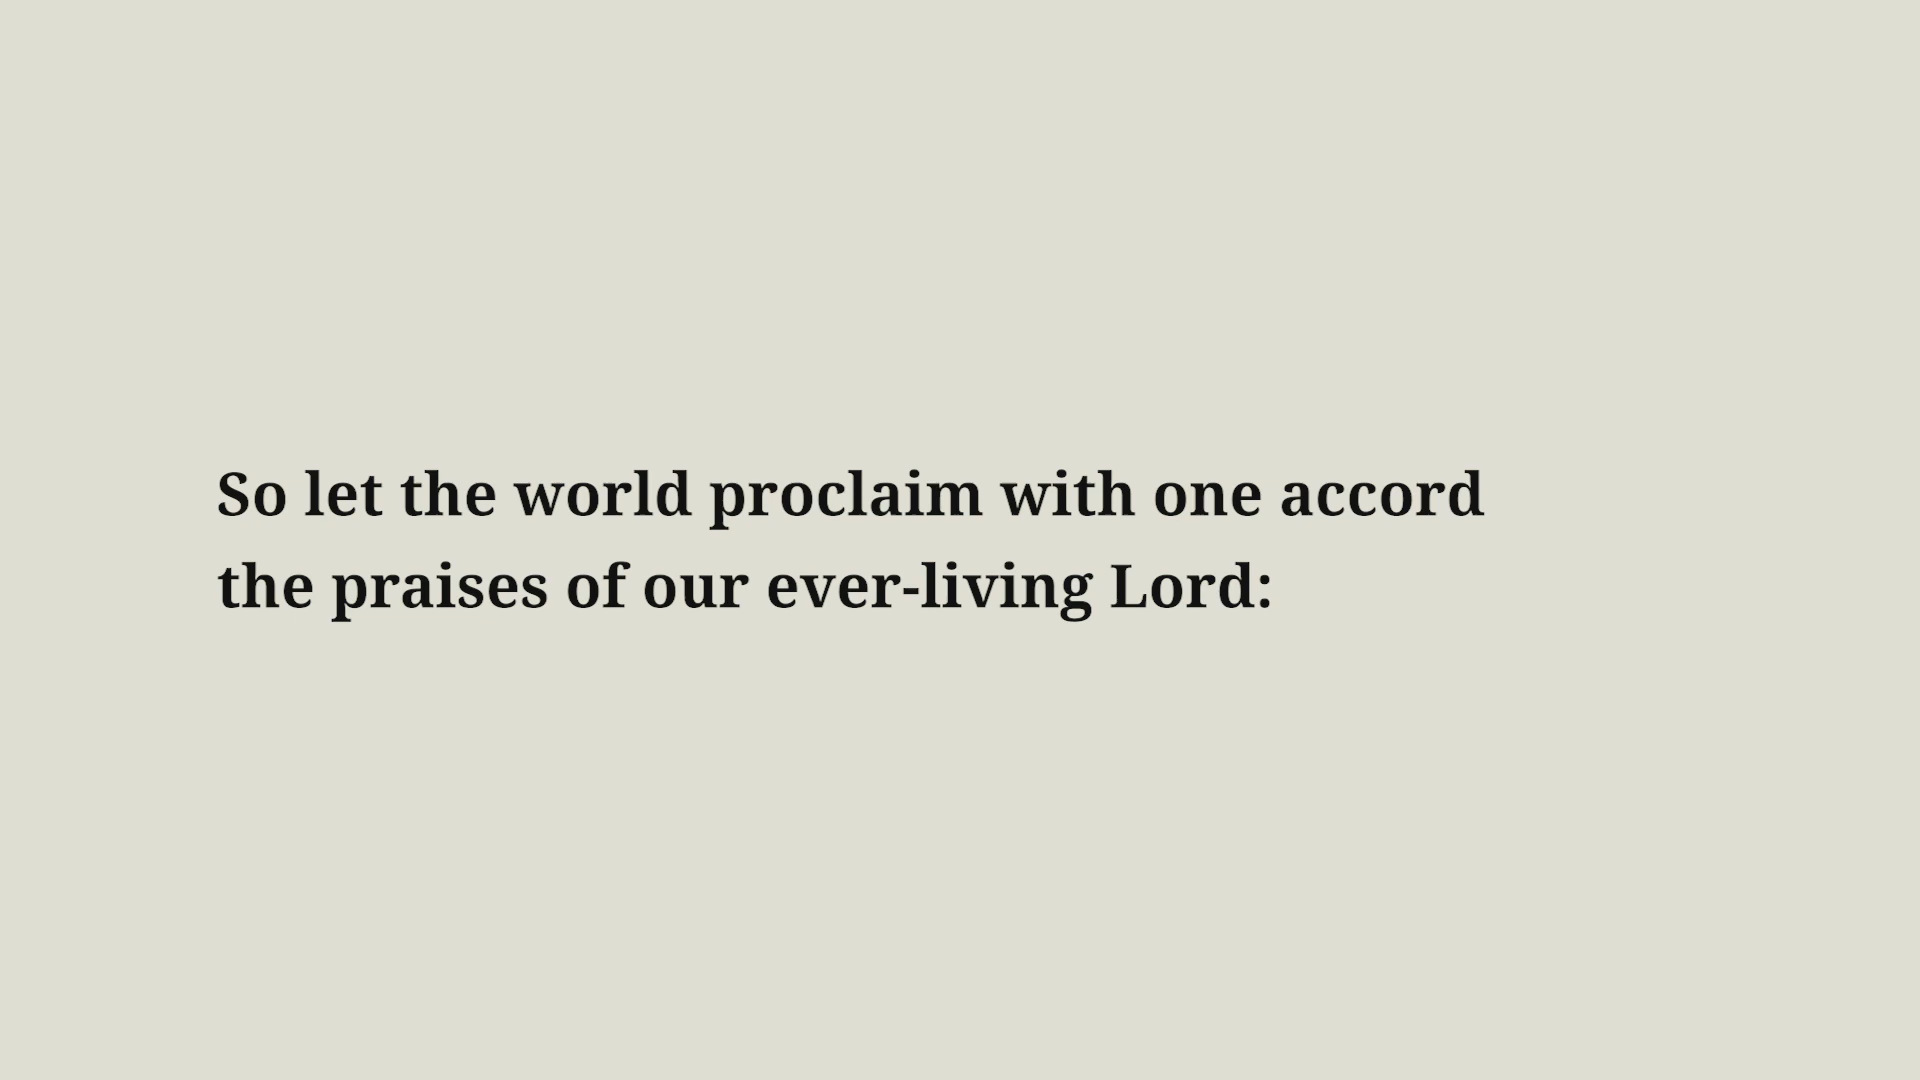 So let the world proclaim with one accord
the praises of our ever-living Lord: